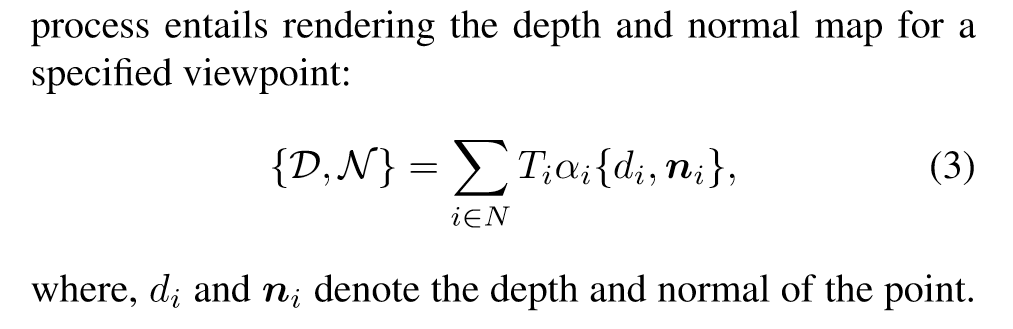 process entails rendering the depth and normal map for a
specified viewpoint:
{𝒟, 𝒩} = ∑_{i∈N} T_i α_i {d_i, 𝒏_i}, (3)
where, d_i and 𝒏_i denote the depth and normal of the point.